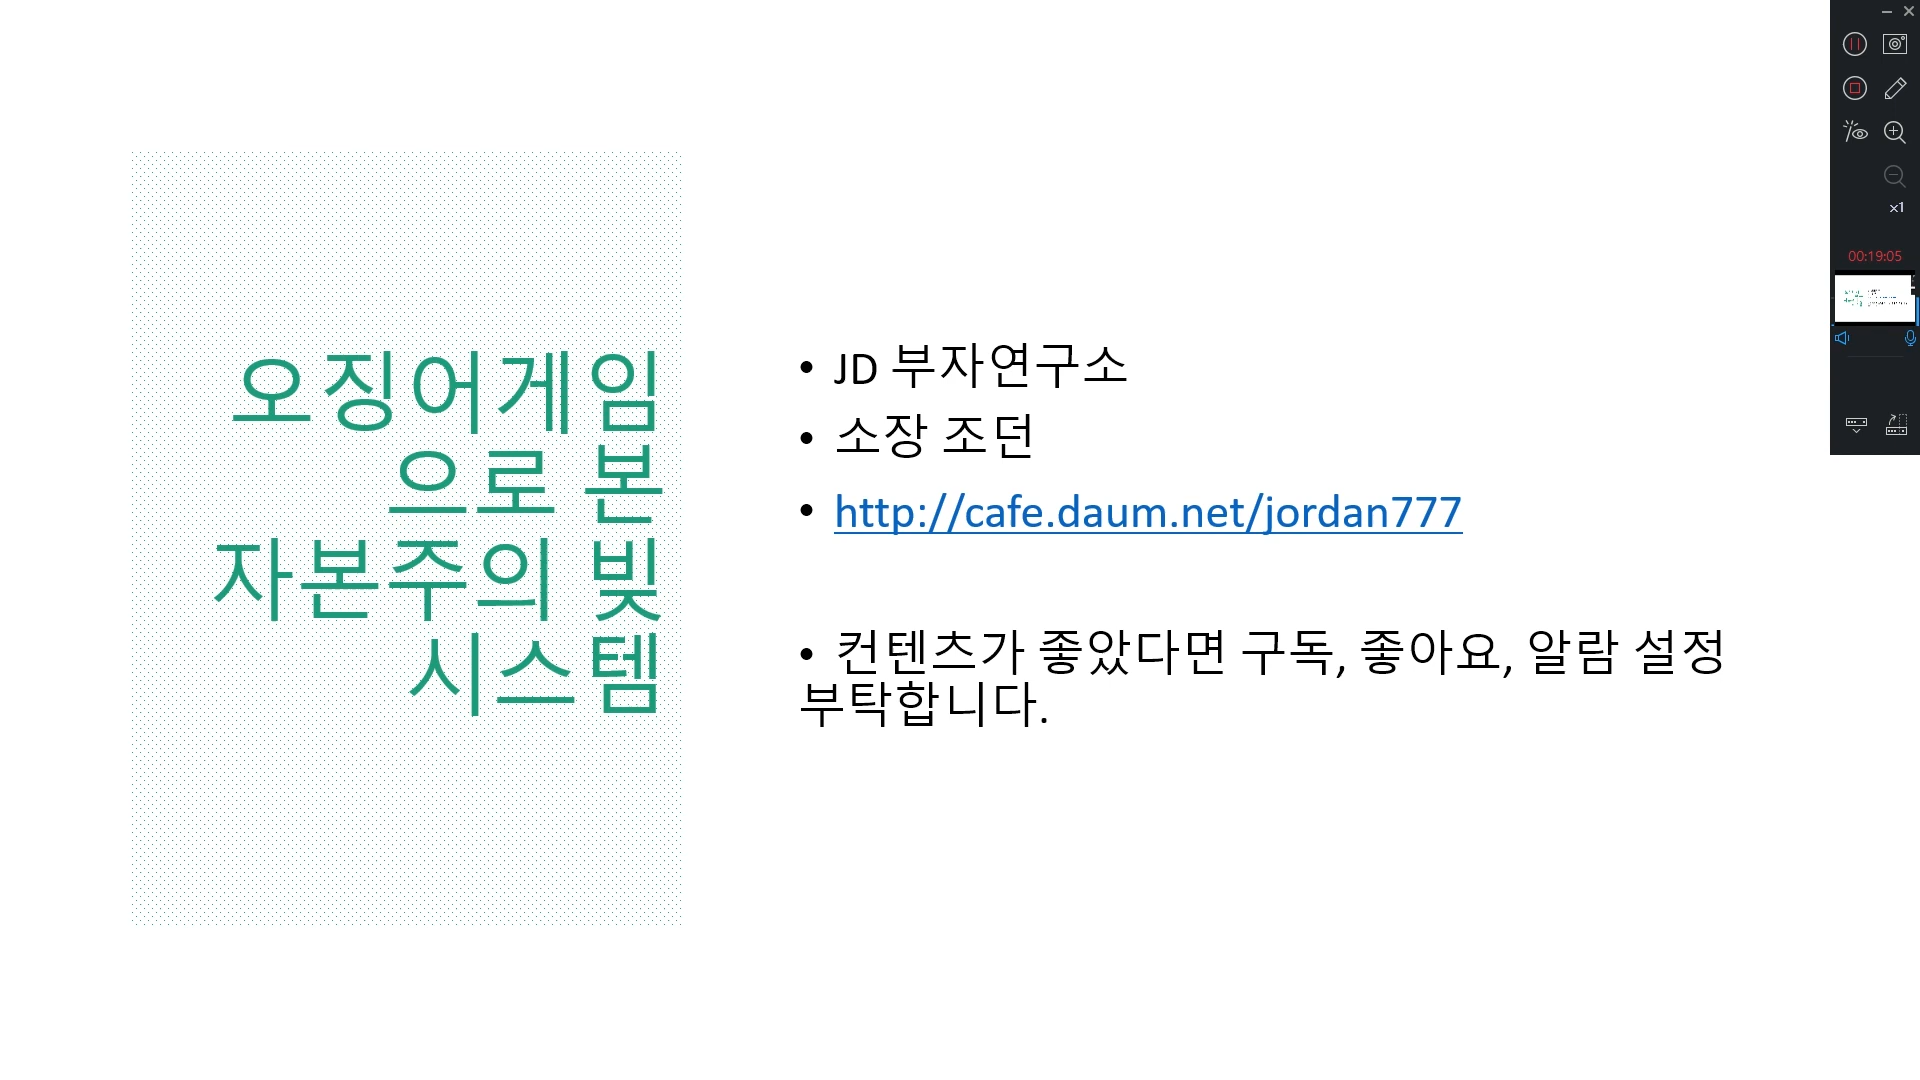 오징어게임
으로 본
자본주의 빚
시스템
• JD 부자연구소
• 소장 조던
• http://cafe.daum.net/jordan777
• 컨텐츠가 좋았다면 구독, 좋아요, 알람 설정
부탁합니다.
x1
00:19:05